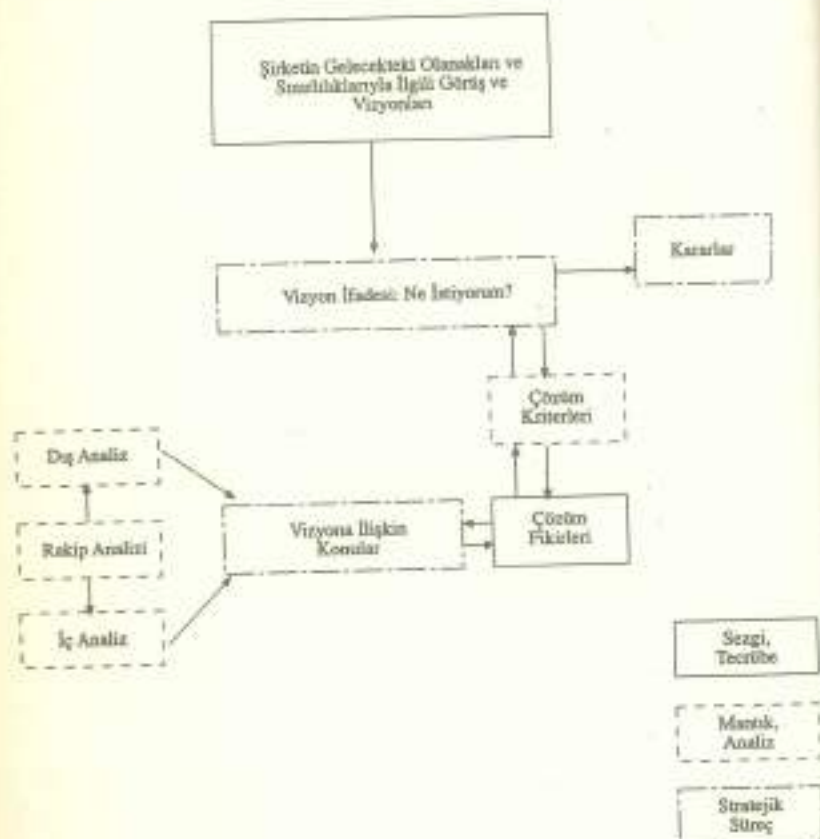 Şirketin Gelecekteki Olanakları ve
Sınırlılıklarıyla İlgili Görüş ve
Vizyonları
Vizyon İfadesi: Ne İstiyorum?
Kararlar
Çözüm
Kriterleri
Dış Analiz
Rakip Analizi
İç Analiz
Vizyona İlişkin
Konular
Çözüm
Fikirleri
Sezgi,
Tecrübe
Mantık,
Analiz
Stratejik
Süreç